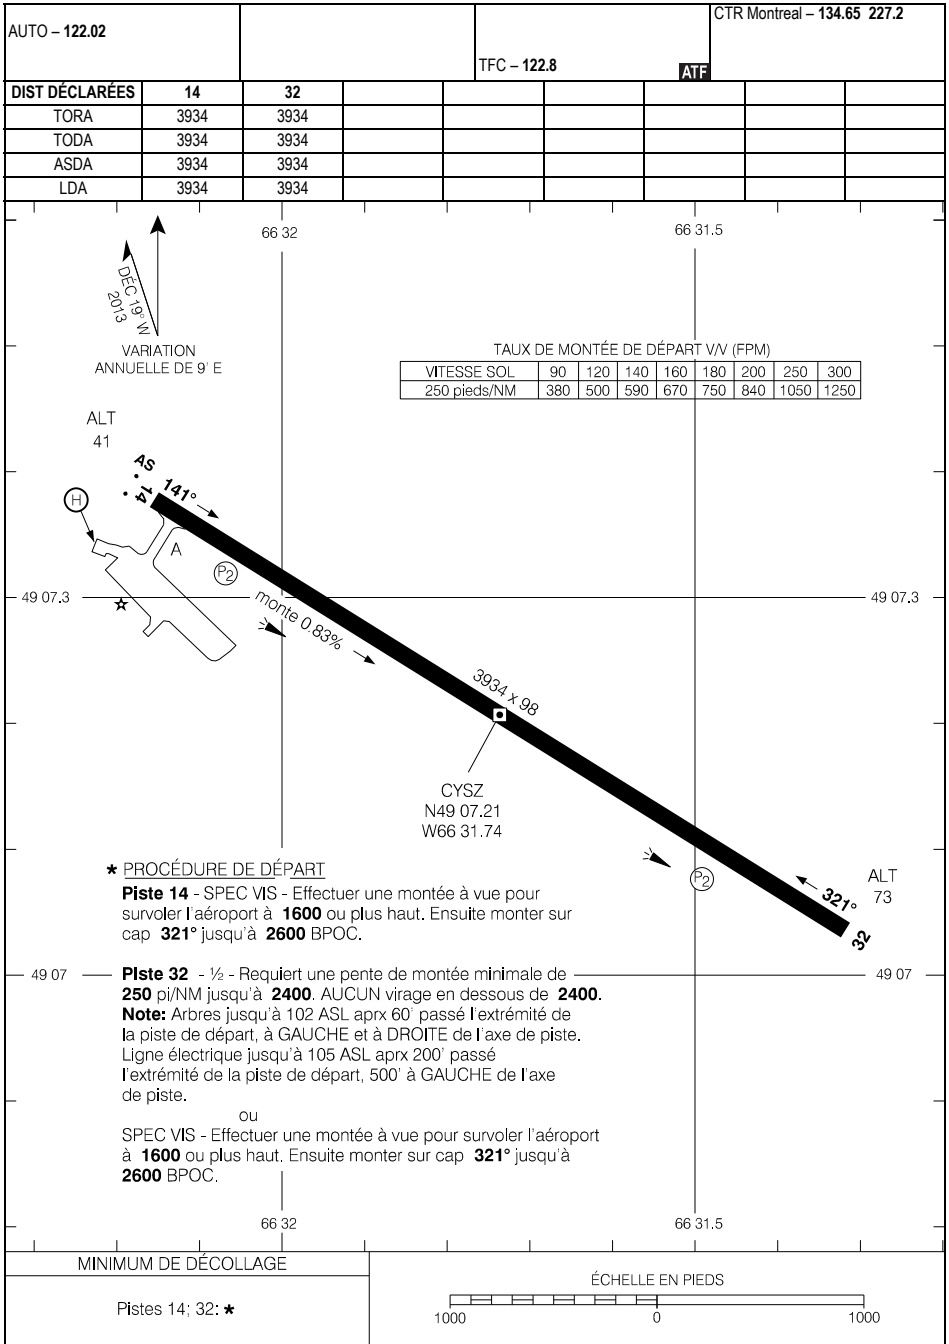 AUTO – 122.02
TFC – 122.8
ATF
CTR Montreal – 134.65 227.2
DIST DÉCLARÉES 14 32
TORA 3934 3934
TODA 3934 3934
ASDA 3934 3934
LDA 3934 3934
66 32
66 31.5
DÉC 19° W
2013
VARIATION
ANNUELLE DE 9' E
TAUX DE MONTÉE DE DÉPART V/V (FPM)
VITESSE SOL 90 120 140 160 180 200 250 300
250 pieds/NM 380 500 590 670 750 840 1050 1250
ALT
41
AS
14
141°
H
A
P2
49 07.3
49 07.3
monte 0.83%
3934 x 98
CYSZ
N49 07.21
W66 31.74
P2
ALT
73
321°
32
* PROCÉDURE DE DÉPART
Piste 14 - SPEC VIS - Effectuer une montée à vue pour
survoler l'aéroport à 1600 ou plus haut. Ensuite monter sur
cap 321° jusqu'à 2600 BPOC.
49 07
49 07
Piste 32 - ½ - Requiert une pente de montée minimale de
250 pi/NM jusqu'à 2400. AUCUN virage en dessous de 2400.
Note: Arbres jusqu'à 102 ASL aprx 60' passé l'extrémité de
la piste de départ, à GAUCHE et à DROITE de l'axe de piste.
Ligne électrique jusqu'à 105 ASL aprx 200' passé
l'extrémité de la piste de départ, 500' à GAUCHE de l'axe
de piste.
ou
SPEC VIS - Effectuer une montée à vue pour survoler l'aéroport
à 1600 ou plus haut. Ensuite monter sur cap 321° jusqu'à
2600 BPOC.
66 32
66 31.5
MINIMUM DE DÉCOLLAGE
Pistes 14; 32: *
ÉCHELLE EN PIEDS
1000 0 1000